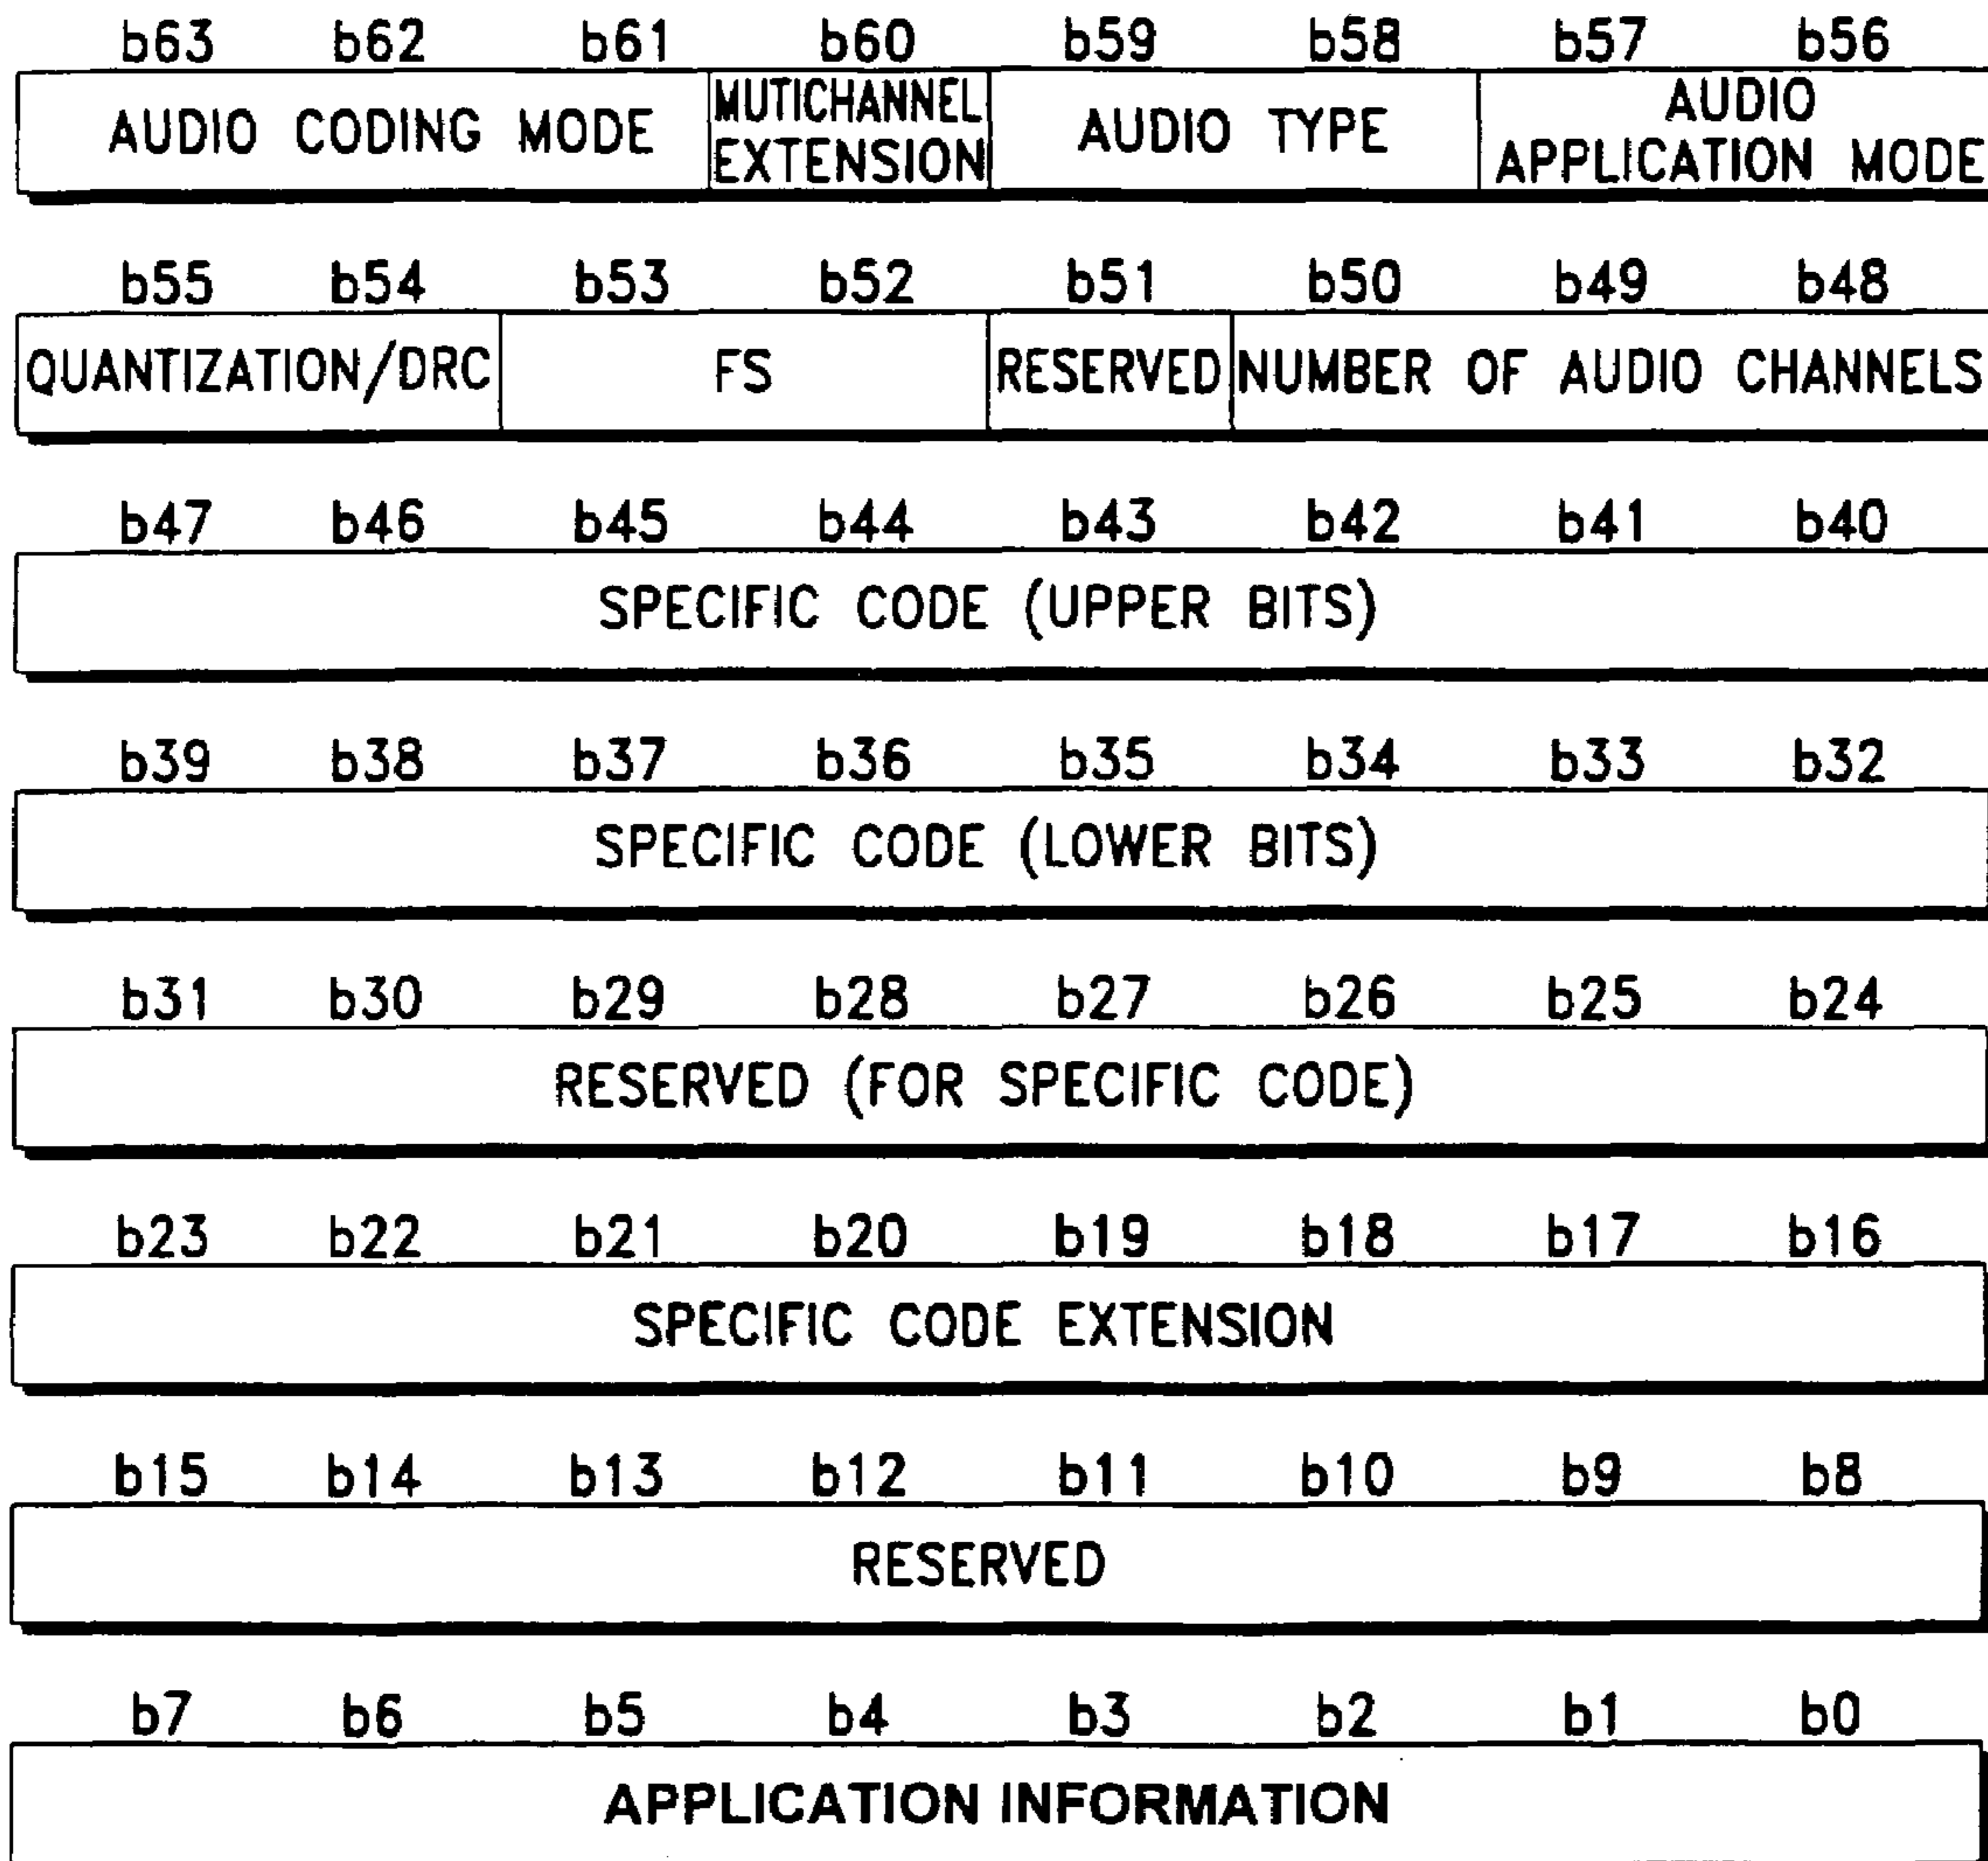 b63 b62 b61 b60 b59 b58 b57 b56
AUDIO CODING MODE
MUTICHANNEL
EXTENSION
AUDIO TYPE
AUDIO
APPLICATION MODE
b55 b54 b53 b52 b51 b50 b49 b48
QUANTIZATION/DRC FS RESERVED NUMBER OF AUDIO CHANNELS
b47 b46 b45 b44 b43 b42 b41 b40
SPECIFIC CODE (UPPER BITS)
b39 b38 b37 b36 b35 b34 b33 b32
SPECIFIC CODE (LOWER BITS)
b31 b30 b29 b28 b27 b26 b25 b24
RESERVED (FOR SPECIFIC CODE)
b23 b22 b21 b20 b19 b18 b17 b16
SPECIFIC CODE EXTENSION
b15 b14 b13 b12 b11 b10 b9 b8
RESERVED
b7 b6 b5 b4 b3 b2 b1 b0
APPLICATION INFORMATION